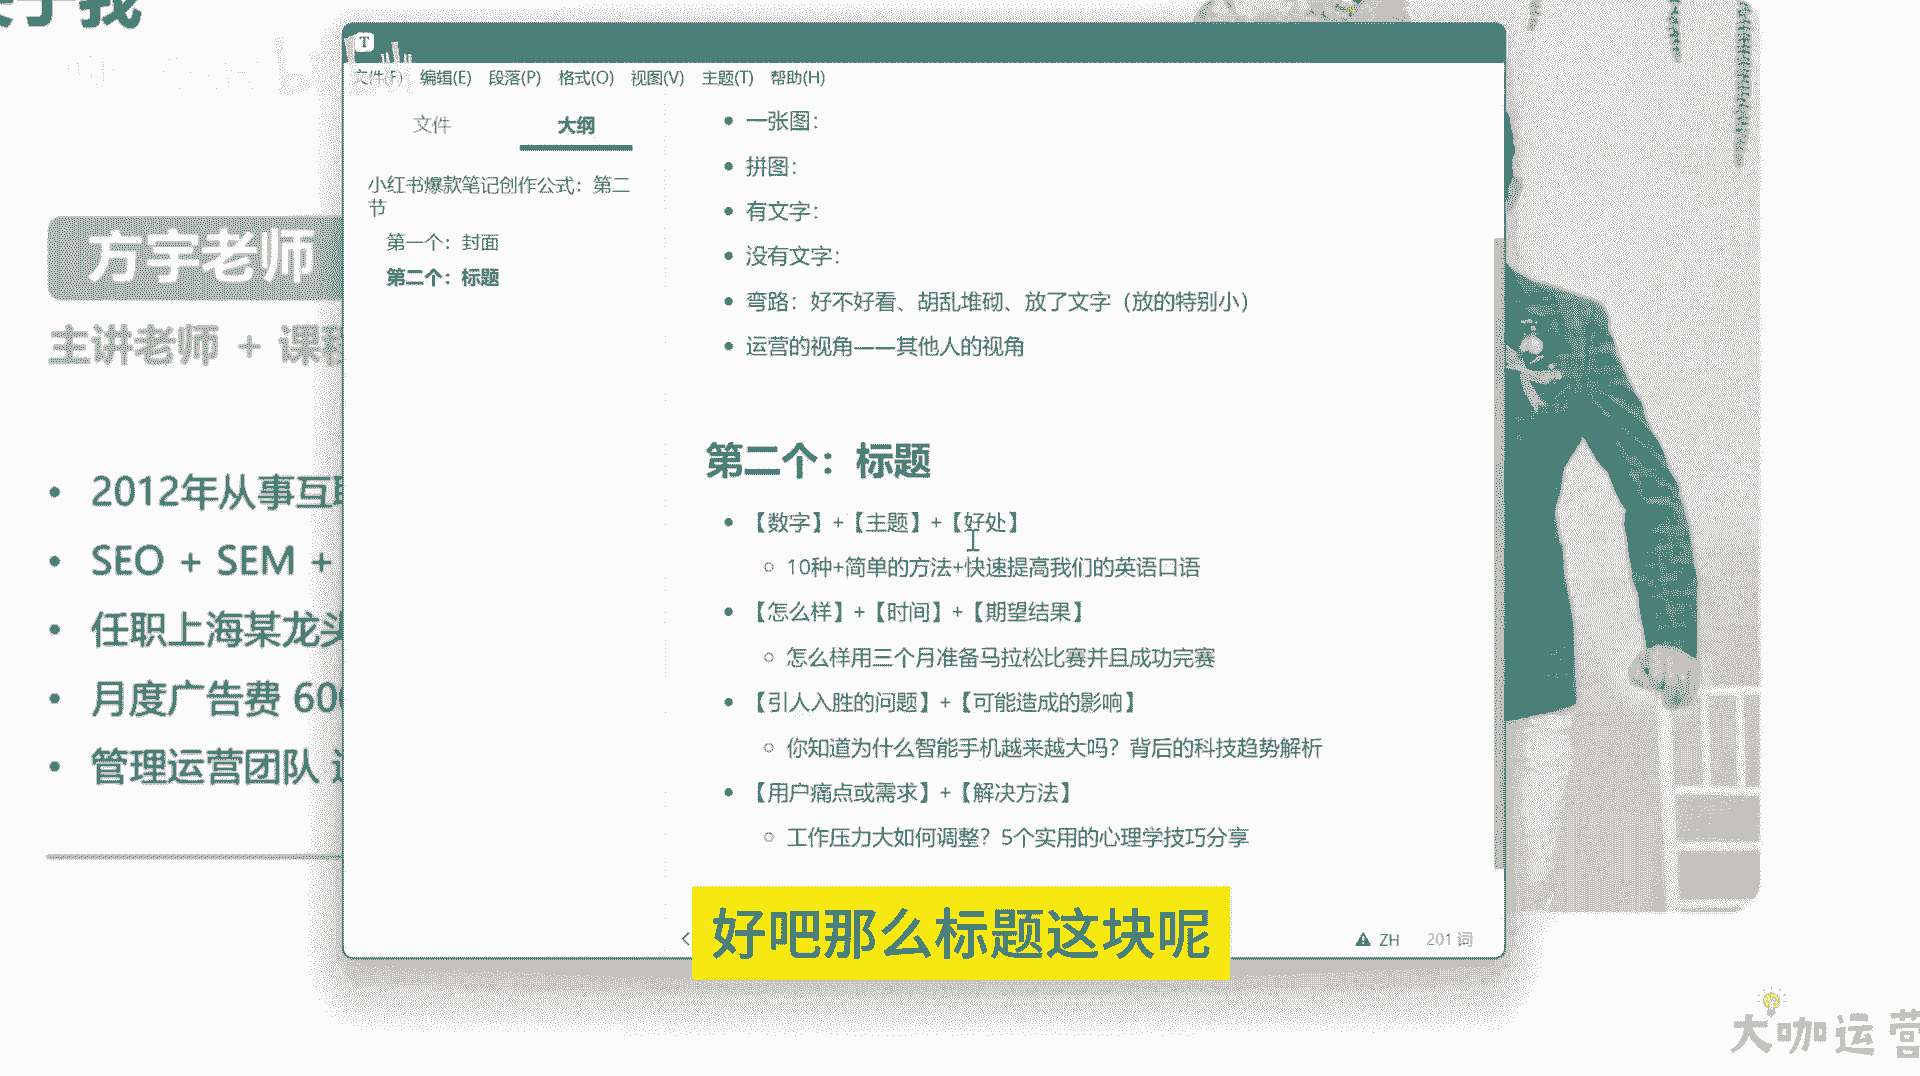 关于我
方宇老师
主讲老师 + 课程
2012年从事互联
SEO + SEM +
任职上海某龙头
月度广告费 600
管理运营团队
T
文件(F) 编辑(E) 段落(P) 格式(O) 视图(V) 主题(T) 帮助(H)
文件 大纲
小红书爆款笔记创作公式：第二
节
第一个：封面
第二个：标题
一张图：
拼图：
有文字：
没有文字：
弯路：好不好看、胡乱堆砌、放了文字（放的特别小）
运营的视角——其他人的视角
第二个：标题
【数字】+【主题】+【好处】
10种+简单的方法+快速提高我们的英语口语
【怎么样】+【时间】+【期望结果】
怎么样用三个月准备马拉松比赛并且成功完赛
【引人入胜的问题】+【可能造成的影响】
你知道为什么智能手机越来越大吗？背后的科技趋势解析
【用户痛点或需求】+【解决方法】
工作压力大如何调整？5个实用的心理学技巧分享
ZH 201 词
好吧那么标题这块呢
大咖运营